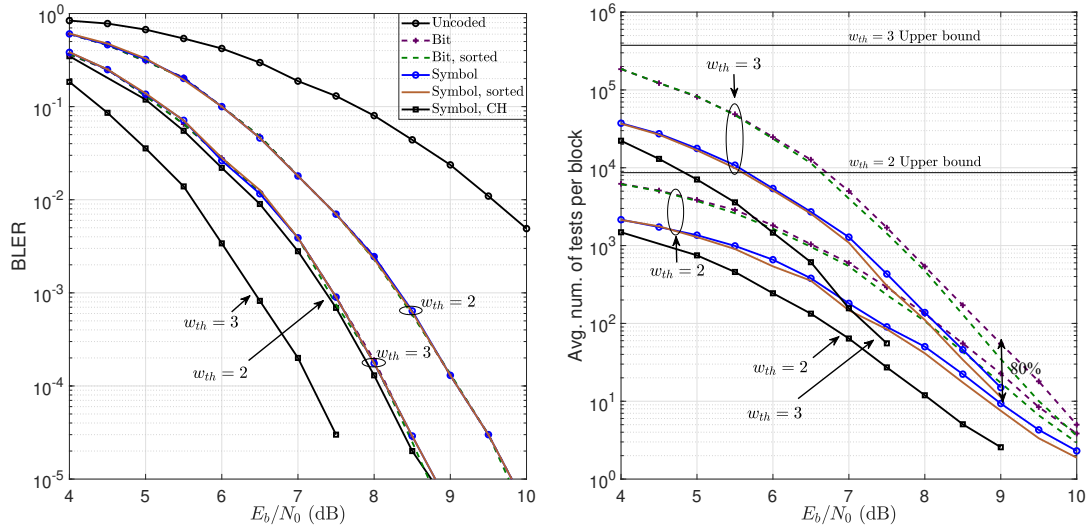 10^0
10^-1
10^-2
10^-3
10^-4
10^-5
BLER
4 5 6 7 8 9 10
E_b/N_0 (dB)
Uncoded
Bit
Bit, sorted
Symbol
Symbol, sorted
Symbol, CH
w_th = 2
w_th = 3
w_th = 3
w_th = 2
10^6
10^5
10^4
10^3
10^2
10^1
10^0
Avg. num. of tests per block
4 5 6 7 8 9 10
E_b/N_0 (dB)
w_th = 3 Upper bound
w_th = 3
w_th = 2 Upper bound
w_th = 2
80%
w_th = 2
w_th = 3